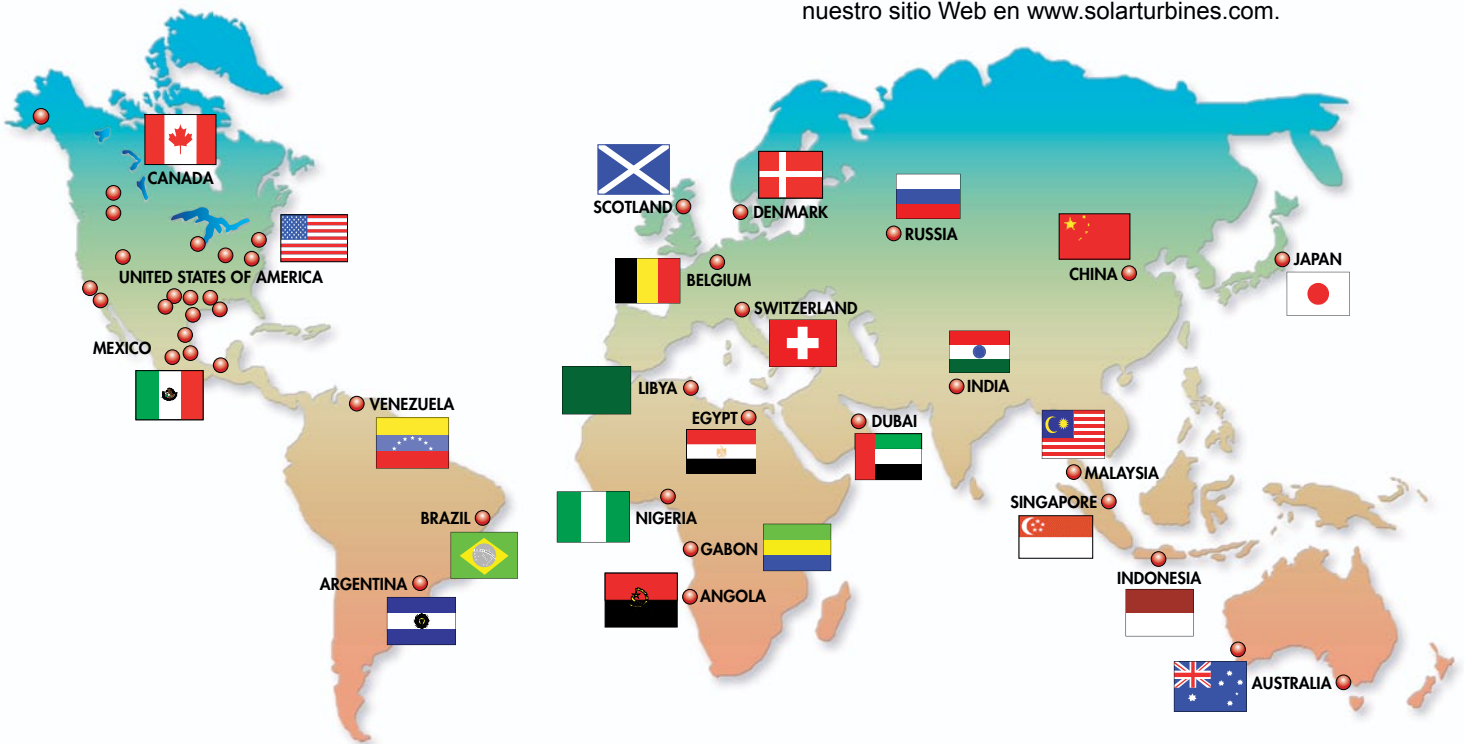 nuestro sitio Web en www.solarturbines.com.
CANADA
UNITED STATES OF AMERICA
MEXICO
VENEZUELA
BRAZIL
ARGENTINA
SCOTLAND
DENMARK
RUSSIA
BELGIUM
SWITZERLAND
CHINA
JAPAN
LIBYA
EGYPT
DUBAI
INDIA
NIGERIA
GABON
ANGOLA
MALAYSIA
SINGAPORE
INDONESIA
AUSTRALIA